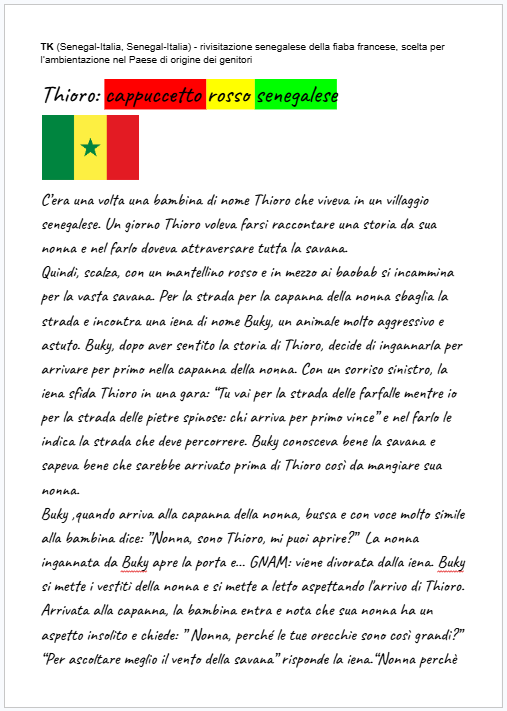 TK (Senegal-Italia, Senegal-Italia) - rivisitazione senegalese della fiaba francese, scelta per
l'ambientazione nel Paese di origine dei genitori
Thioro: cappuccetto rosso senegalese
C'era una volta una bambina di nome Thioro che viveva in un villaggio
senegalese. Un giorno Thioro voleva farsi raccontare una storia da sua
nonna e nel farlo doveva attraversare tutta la savana.
Quindi, scalza, con un mantellino rosso e in mezzo ai baobab si incammina
per la vasta savana. Per la strada per la capanna della nonna sbaglia la
strada e incontra una iena di nome Buky, un animale molto aggressivo e
astuto. Buky, dopo aver sentito la storia di Thioro, decide di ingannarla per
arrivare per primo nella capanna della nonna. Con un sorriso sinistro, la
iena sfida Thioro in una gara: “Tu vai per la strada delle farfalle mentre io
per la strada delle pietre spinose: chi arriva per primo vince” e nel farlo le
indica la strada che deve percorrere. Buky conosceva bene la savana e
sapeva bene che sarebbe arrivato prima di Thioro così da mangiare sua
nonna.
Buky ,quando arriva alla capanna della nonna, bussa e con voce molto simile
alla bambina dice: ”Nonna, sono Thioro, mi puoi aprire?” La nonna
ingannata da Buky apre la porta e... GNAM: viene divorata dalla iena. Buky
si mette i vestiti della nonna e si mette a letto aspettando l'arrivo di Thioro.
Arrivata alla capanna, la bambina entra e nota che sua nonna ha un
aspetto insolito e chiede: ” Nonna, perché le tue orecchie sono così grandi?”
“Per ascoltare meglio il vento della savana” risponde la iena.“Nonna perchè